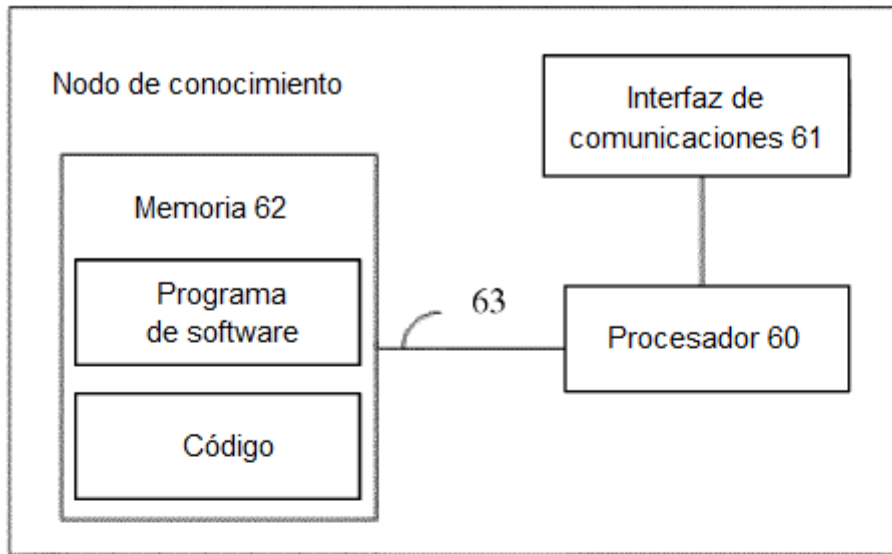 Nodo de conocimiento
Interfaz de
comunicaciones 61
Memoria 62
Programa
de software
63
Procesador 60
Código